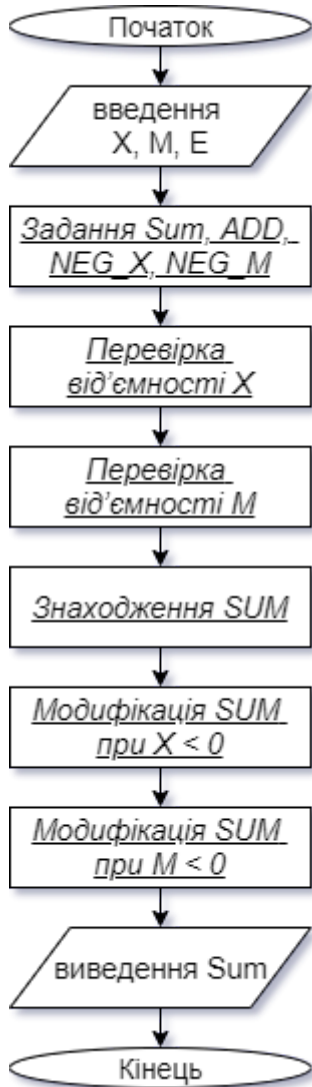 Початок
введення
X, M, E
Задання Sum, ADD,
NEG_X, NEG_M
Перевірка
від'ємності X
Перевірка
від'ємності M
Знаходження SUM
Модифікація SUM
при X < 0
Модифікація SUM
при M < 0
виведення Sum
Кінець